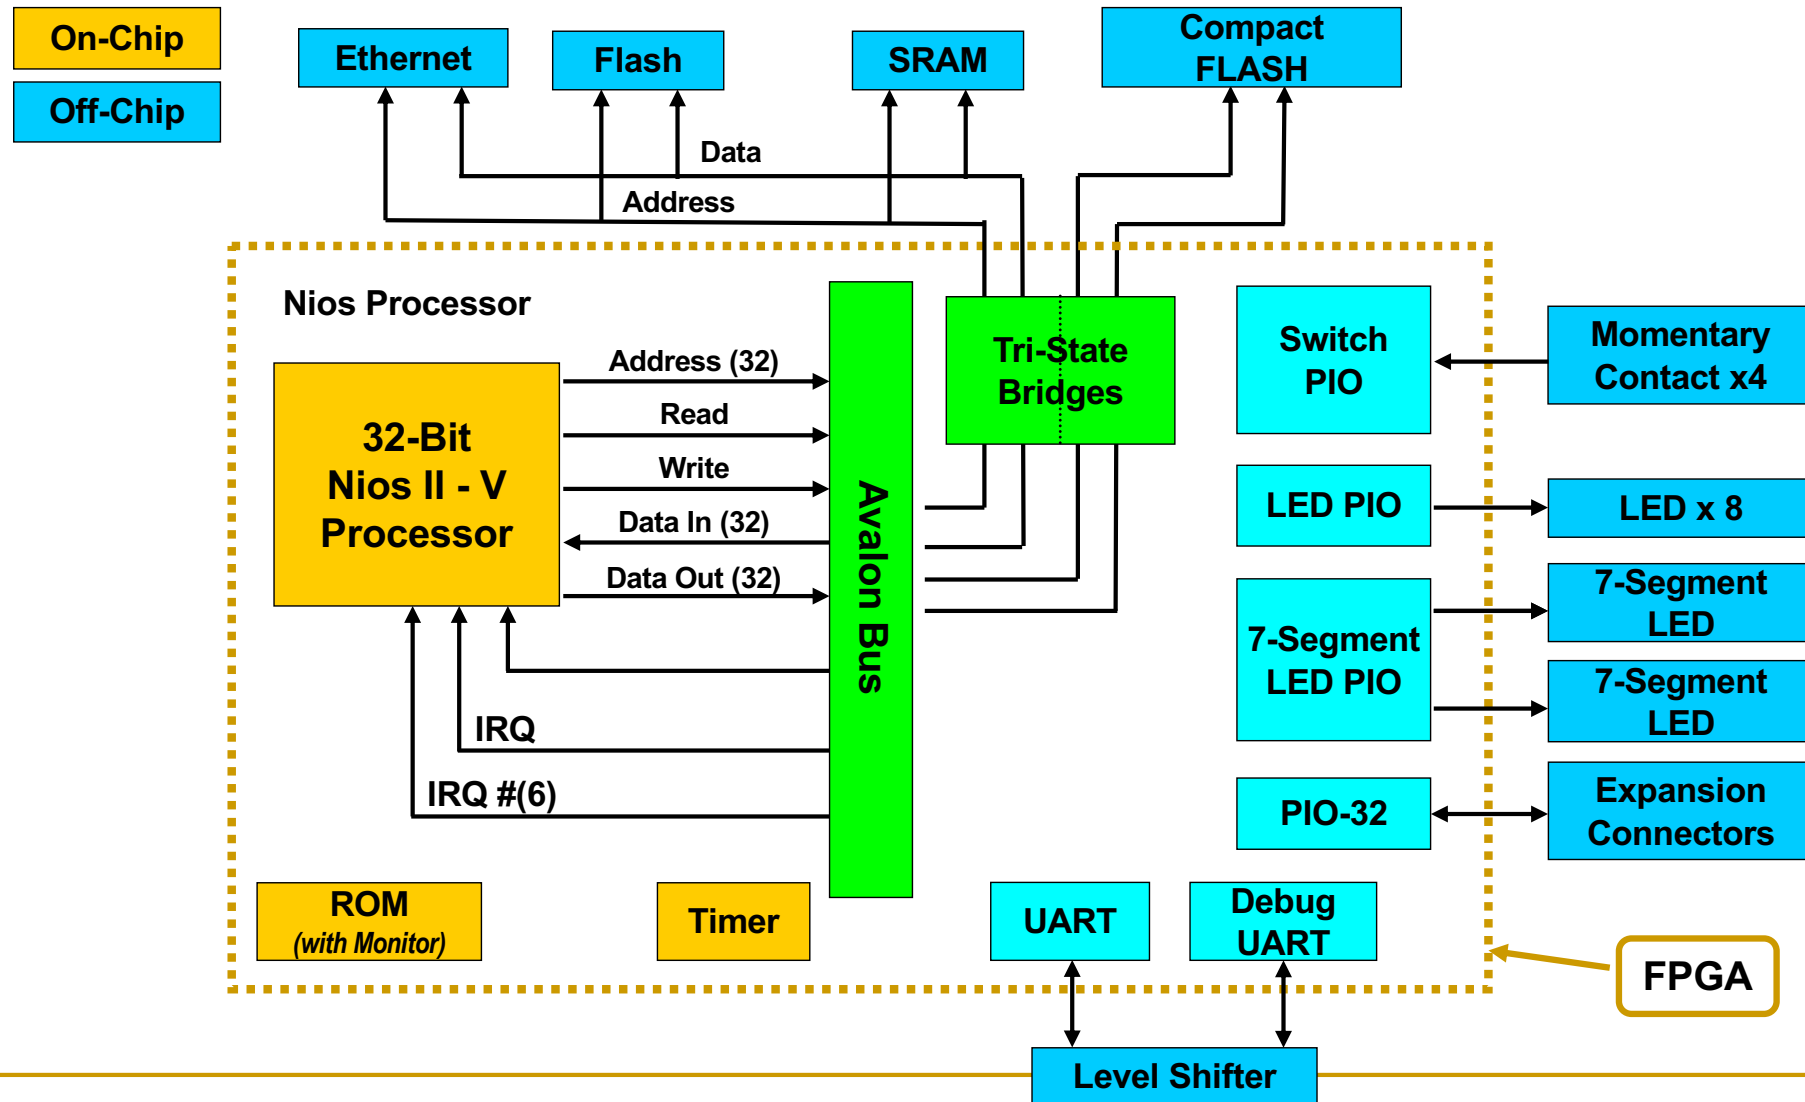 On-Chip
Off-Chip
Ethernet
Flash
SRAM
Compact
FLASH
Data
Address
Nios Processor
32-Bit
Nios II - V
Processor
Address (32)
Read
Write
Data In (32)
Data Out (32)
IRQ
IRQ #(6)
Avalon Bus
Tri-State
Bridges
Switch
PIO
Momentary
Contact x4
LED PIO
LED x 8
7-Segment
LED PIO
7-Segment
LED
7-Segment
LED
PIO-32
Expansion
Connectors
ROM
(with Monitor)
Timer
UART
Debug
UART
FPGA
Level Shifter